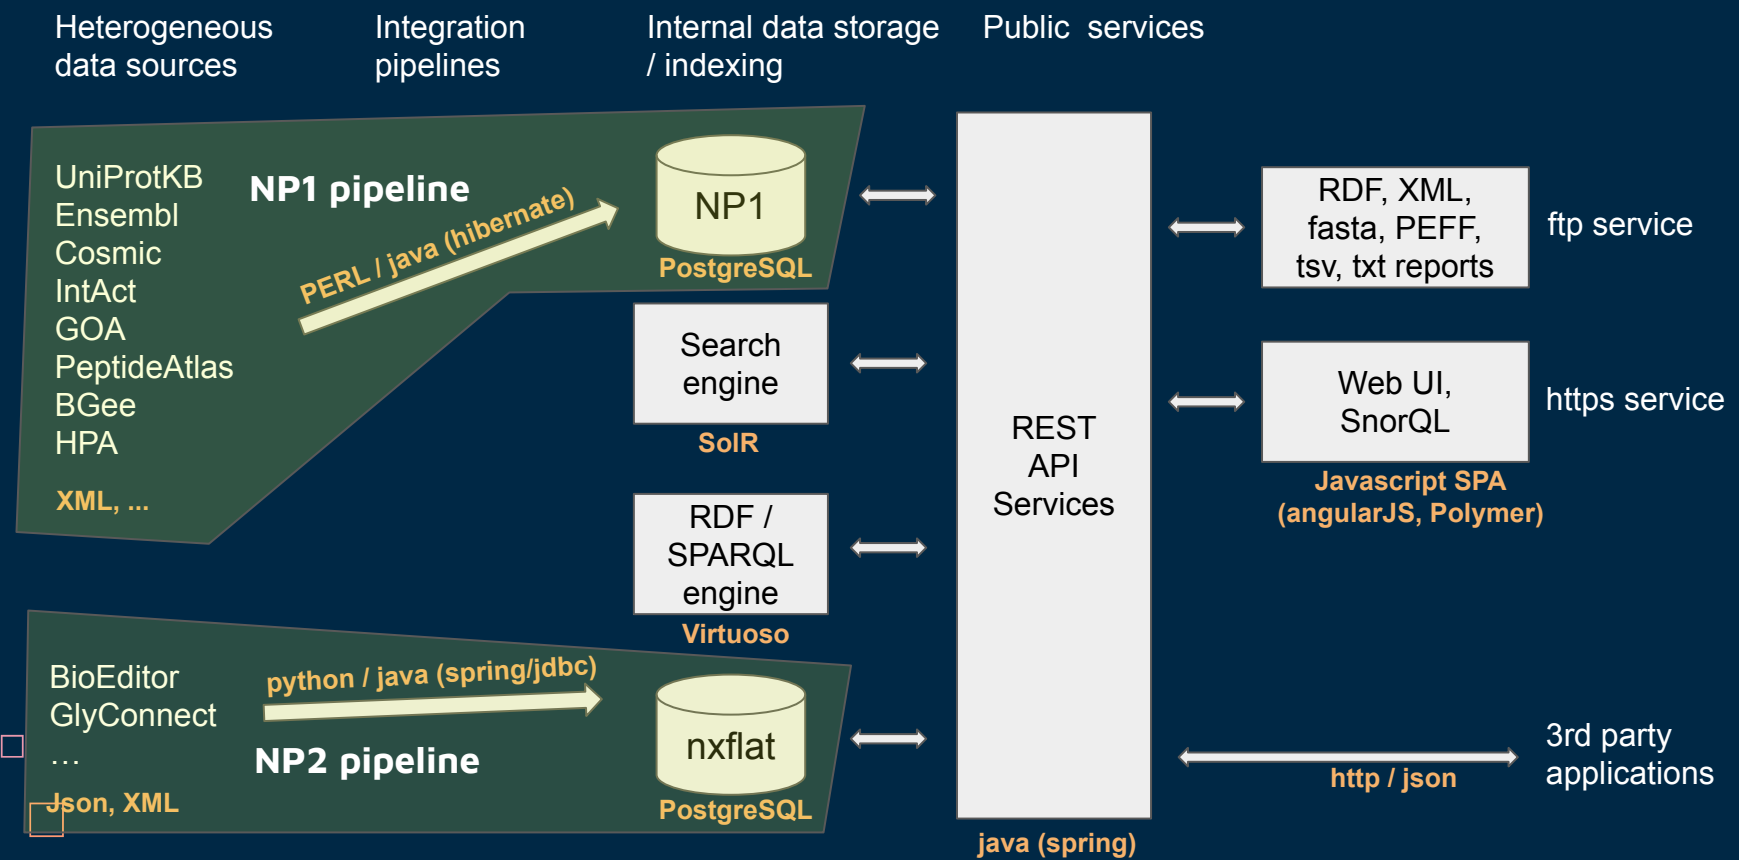 Heterogeneous
data sources
Integration
pipelines
Internal data storage
/ indexing
Public services
UniProtKB
Ensembl
Cosmic
IntAct
GOA
PeptideAtlas
BGee
HPA
XML, ...
NP1 pipeline
PERL / java (hibernate)
NP1
PostgreSQL
Search
engine
SolR
RDF /
SPARQL
engine
Virtuoso
BioEditor
GlyConnect
...
Json, XML
python / java (spring/jdbc)
NP2 pipeline
nxflat
PostgreSQL
REST
API
Services
java (spring)
RDF, XML,
fasta, PEFF,
tsv, txt reports
ftp service
Web UI,
SnorQL
https service
Javascript SPA
(angularJS, Polymer)
3rd party
applications
http / json